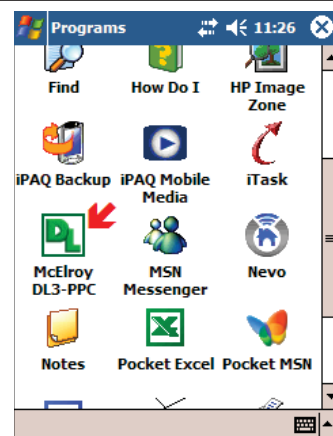 Programs 11:26
Find How Do I HP Image
Zone
iPAQ Backup iPAQ Mobile iTask
Media
DL
McElroy MSN Nevo
DL3-PPC Messenger
Notes Pocket Excel Pocket MSN